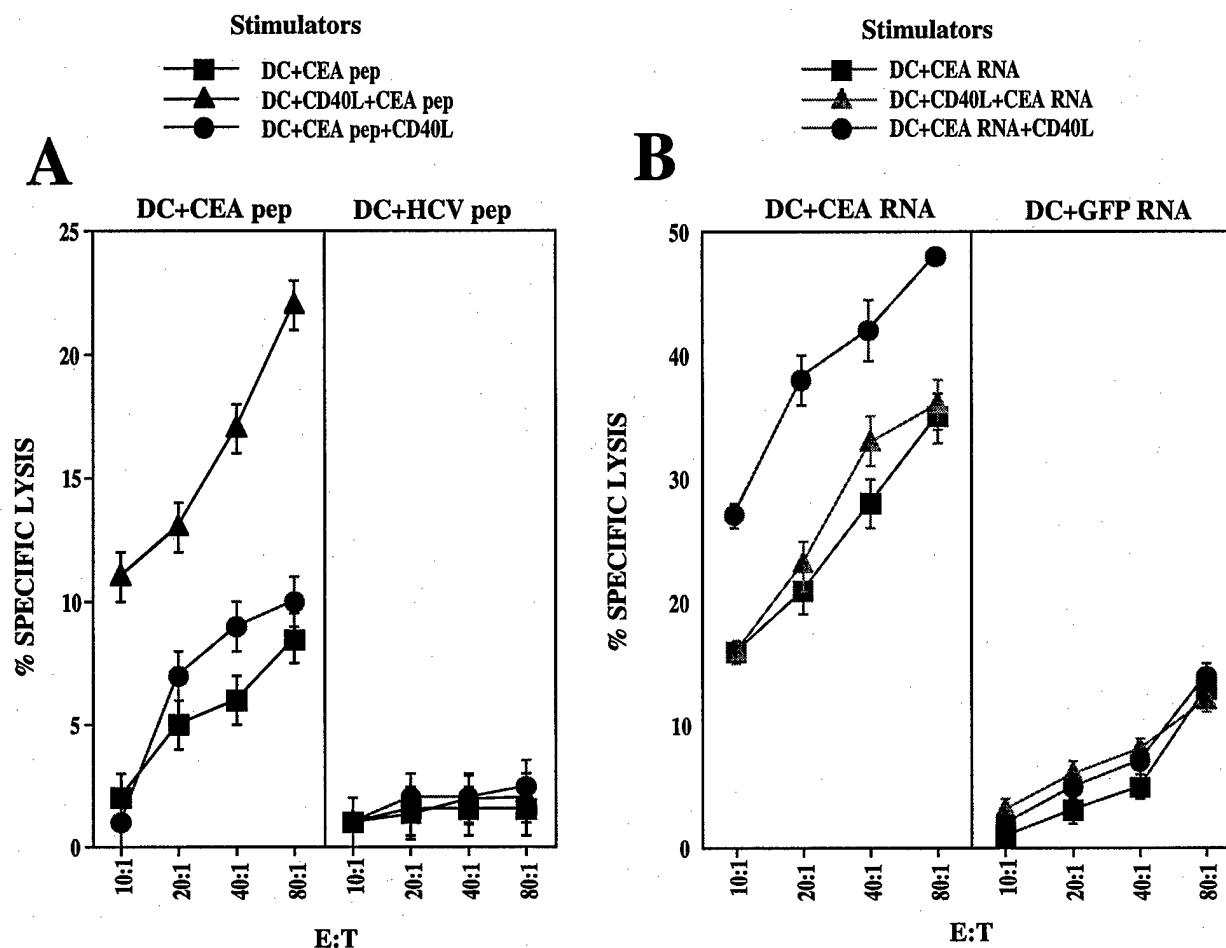 Stimulators
DC+CEA pep
DC+CD40L+CEA pep
DC+CEA pep+CD40L
A
DC+CEA pep
DC+HCV pep
% SPECIFIC LYSIS
25
20
15
10
5
0
10:1
20:1
40:1
80:1
10:1
20:1
40:1
80:1
E:T
Stimulators
DC+CEA RNA
DC+CD40L+CEA RNA
DC+CEA RNA+CD40L
B
DC+CEA RNA
DC+GFP RNA
% SPECIFIC LYSIS
50
40
30
20
10
0
10:1
20:1
40:1
80:1
10:1
20:1
40:1
80:1
E:T